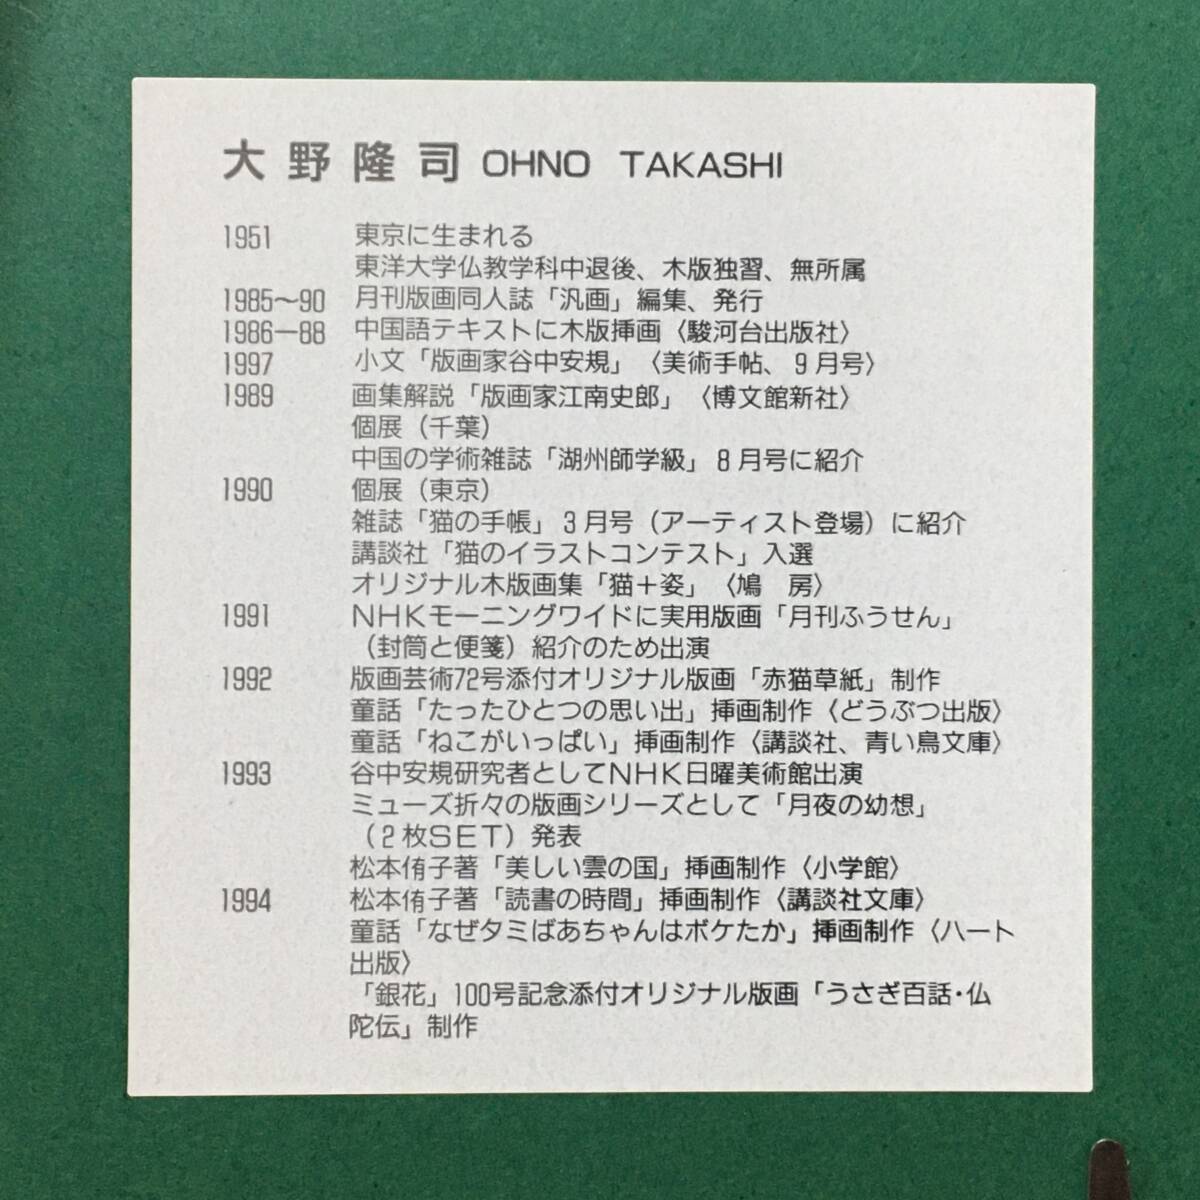 大野隆司 OHNO TAKASHI
1951 東京に生まれる
東洋大学仏教学科中退後、木版独習、無所属
1985〜90 月刊版画同人誌「汎画」編集、発行
1986―88 中国語テキストに木版挿画〈駿河台出版社〉
1997 小文「版画家谷中安規」〈美術手帖、9月号〉
1989 画集解説「版画家江南史郎」〈博文館新社〉
個展（千葉）
中国の学術雑誌「湖州師学級」8月号に紹介
1990 個展（東京）
雑誌「猫の手帳」3月号（アーティスト登場）に紹介
講談社「猫のイラストコンテスト」入選
オリジナル木版画集「猫＋姿」〈鳩　房〉
1991 NHKモーニングワイドに実用版画「月刊ふうせん」
（封筒と便箋）紹介のため出演
1992 版画芸術72号添付オリジナル版画「赤猫草紙」制作
童話「たったひとつの思い出」挿画制作〈どうぶつ出版〉
童話「ねこがいっぱい」挿画制作〈講談社、青い鳥文庫〉
1993 谷中安規研究者としてNHK日曜美術館出演
ミューズ折々の版画シリーズとして「月夜の幼想」
（2枚SET）発表
松本侑子著「美しい雲の国」挿画制作〈小学館〉
1994 松本侑子著「読書の時間」挿画制作〈講談社文庫〉
童話「なぜタミばあちゃんはボケたか」挿画制作〈ハート
出版〉
「銀花」100号記念添付オリジナル版画「うさぎ百話・仏
陀伝」制作